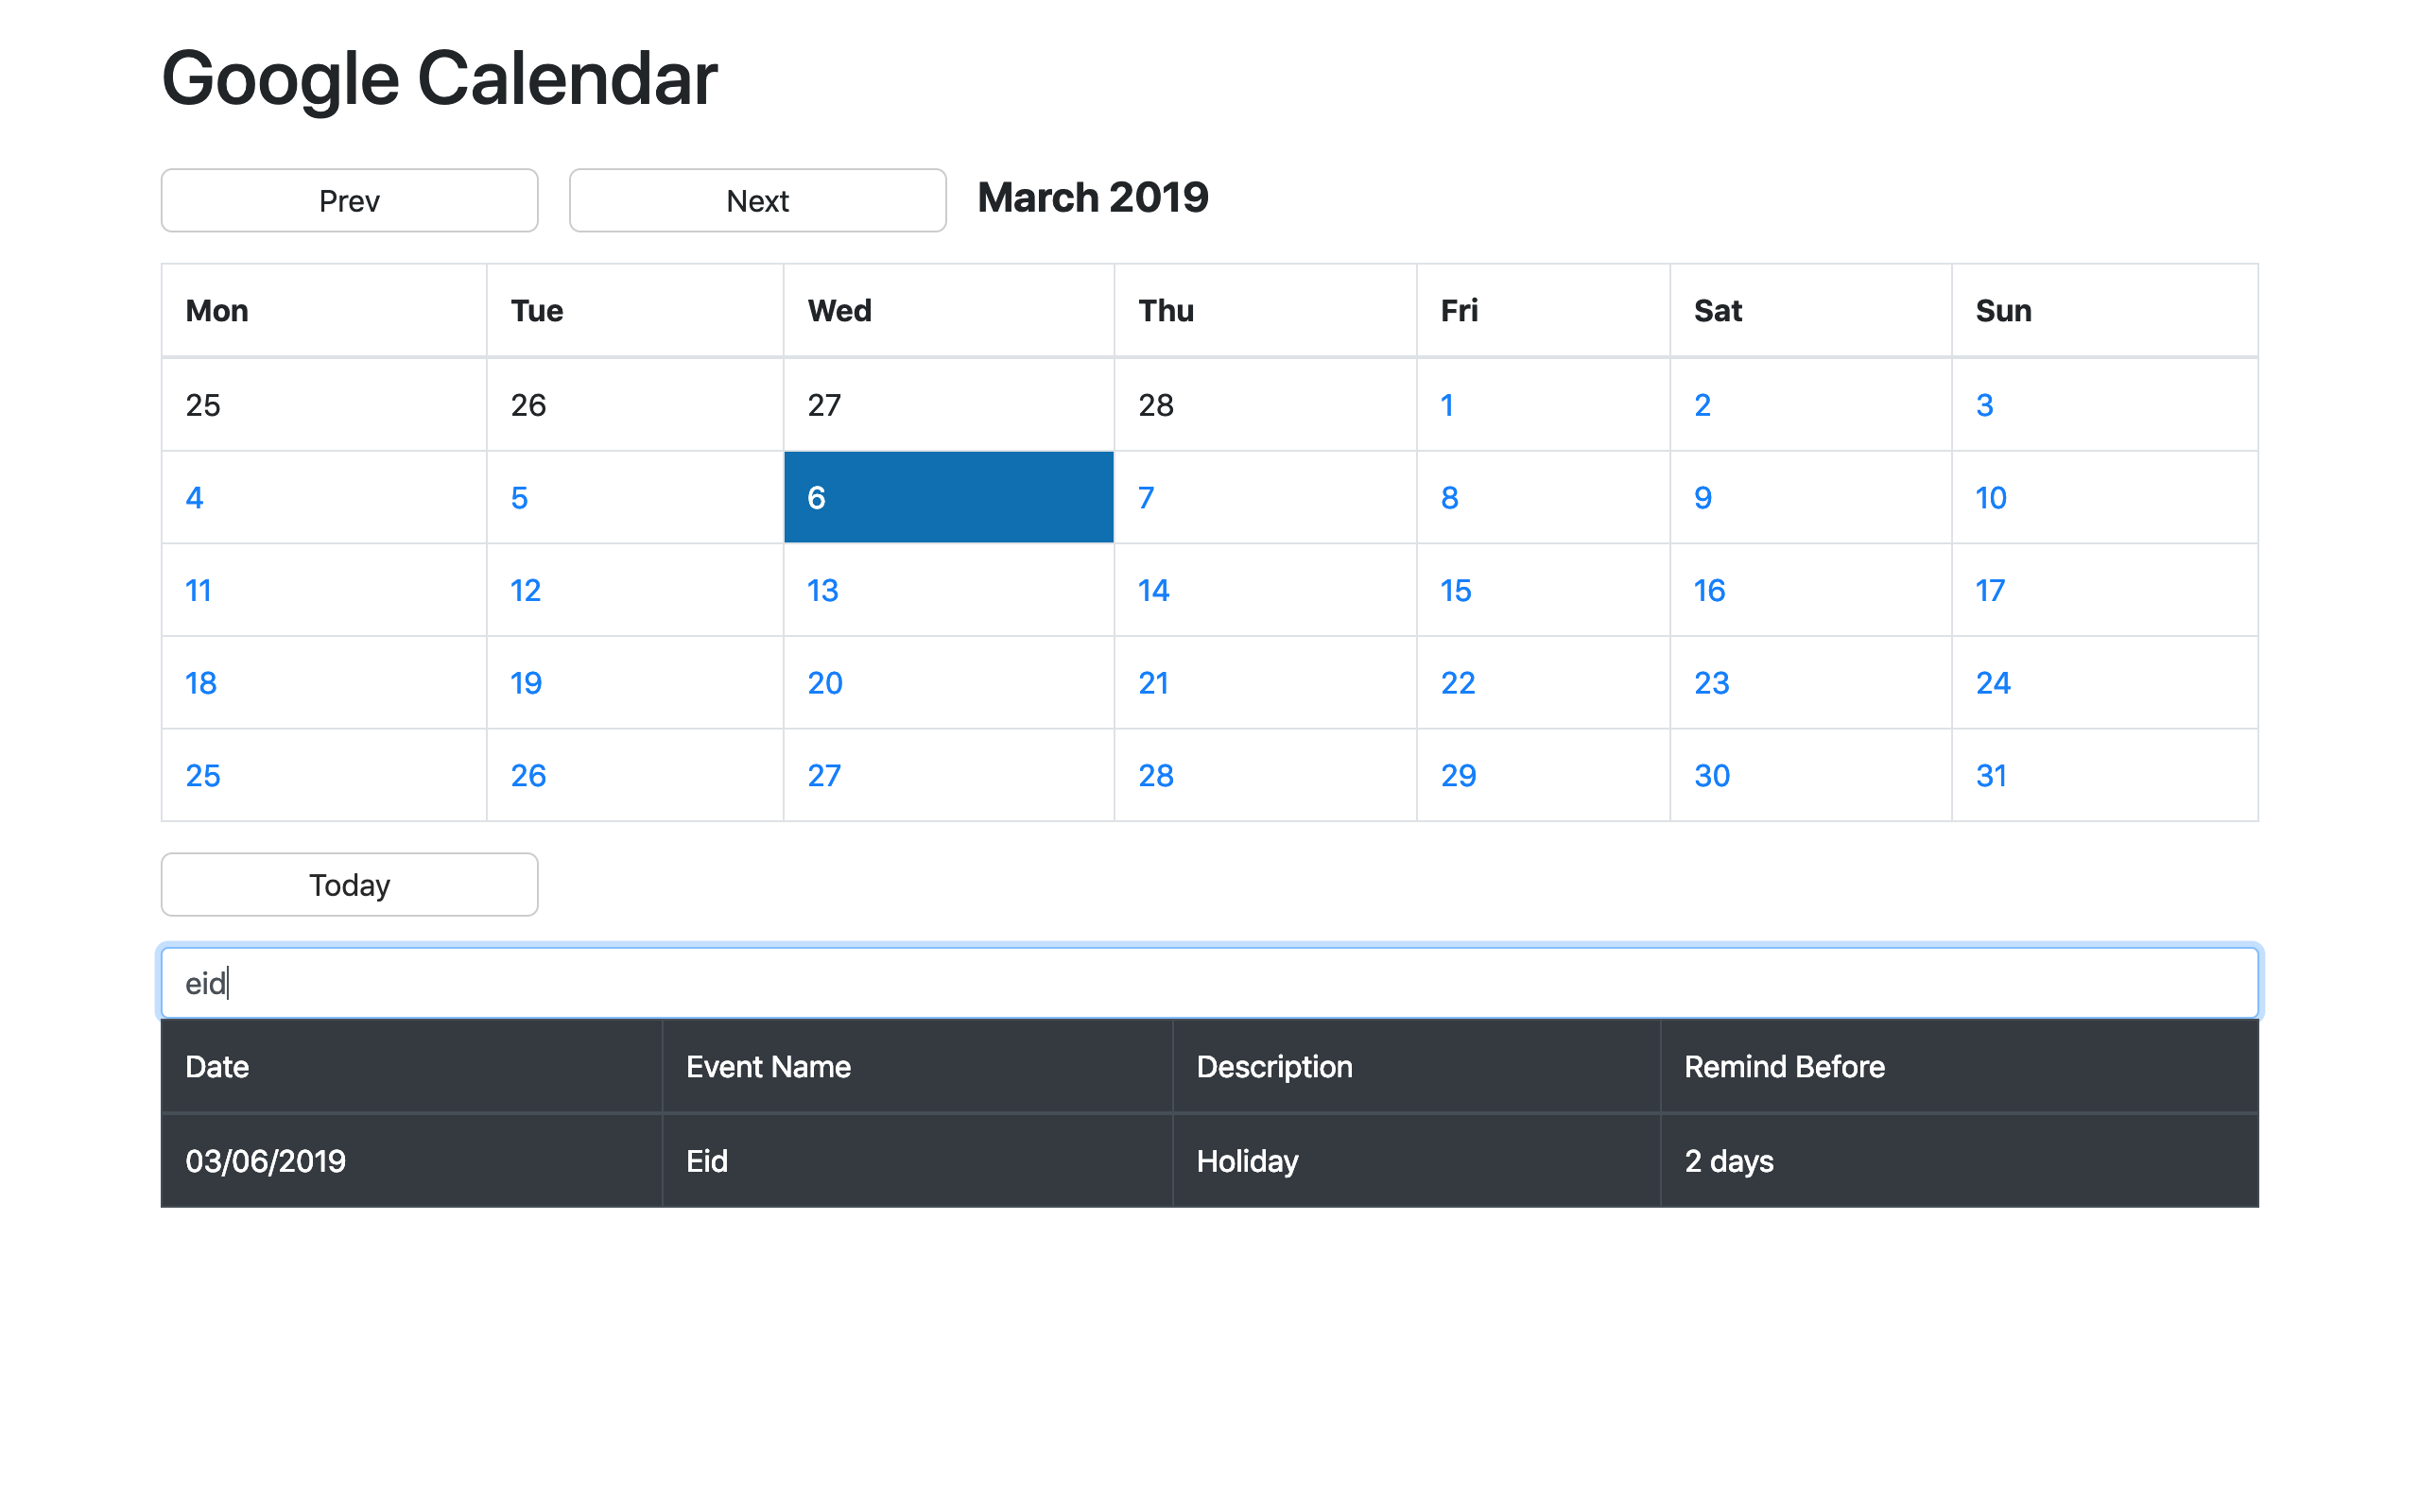 Google Calendar
Prev Next March 2019
Mon Tue Wed Thu Fri Sat Sun
25 26 27 28 1 2 3
4 5 6 7 8 9 10
11 12 13 14 15 16 17
18 19 20 21 22 23 24
25 26 27 28 29 30 31
Today
eid
Date Event Name Description Remind Before
03/06/2019 Eid Holiday 2 days